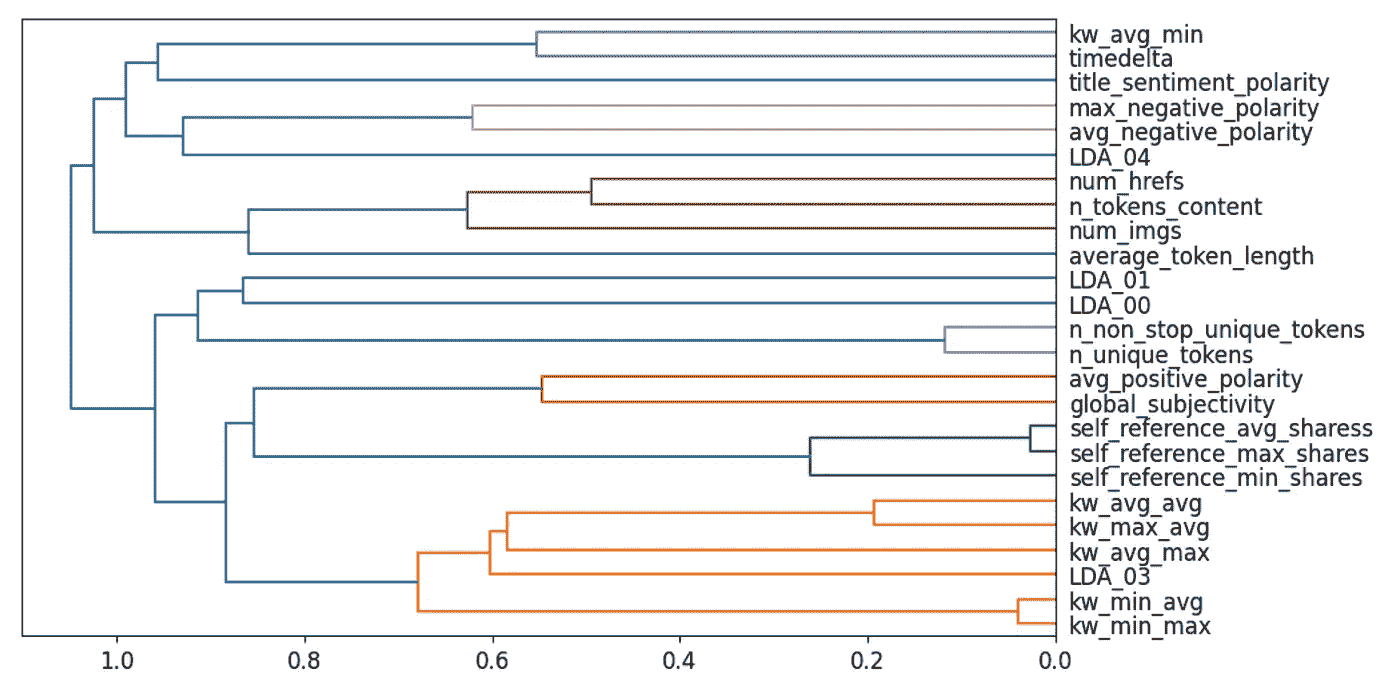 kw_avg_min
timedelta
title_sentiment_polarity
max_negative_polarity
avg_negative_polarity
LDA_04
num_hrefs
n_tokens_content
num_imgs
average_token_length
LDA_01
LDA_00
n_non_stop_unique_tokens
n_unique_tokens
avg_positive_polarity
global_subjectivity
self_reference_avg_sharess
self_reference_max_shares
self_reference_min_shares
kw_avg_avg
kw_max_avg
kw_avg_max
LDA_03
kw_min_avg
kw_min_max
1.0 0.8 0.6 0.4 0.2 0.0